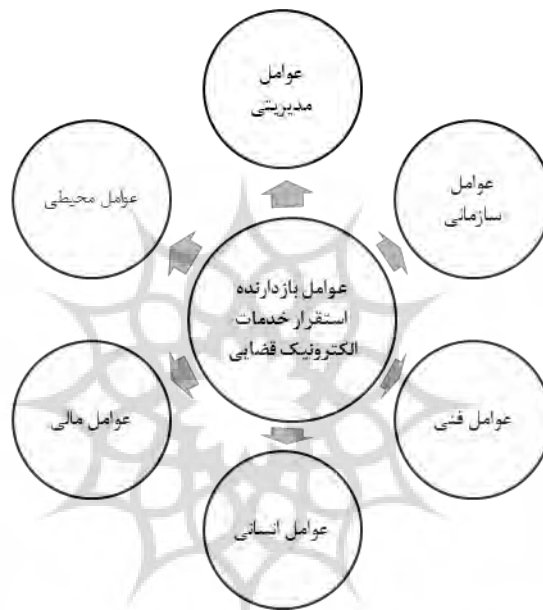 عوامل
مدیریتی
عوامل
سازمانی
عوامل محیطی
عوامل بازدارنده
استقرار خدمات
الکترونیک قضایی
عوامل فنی
عوامل مالی
عوامل انسانی